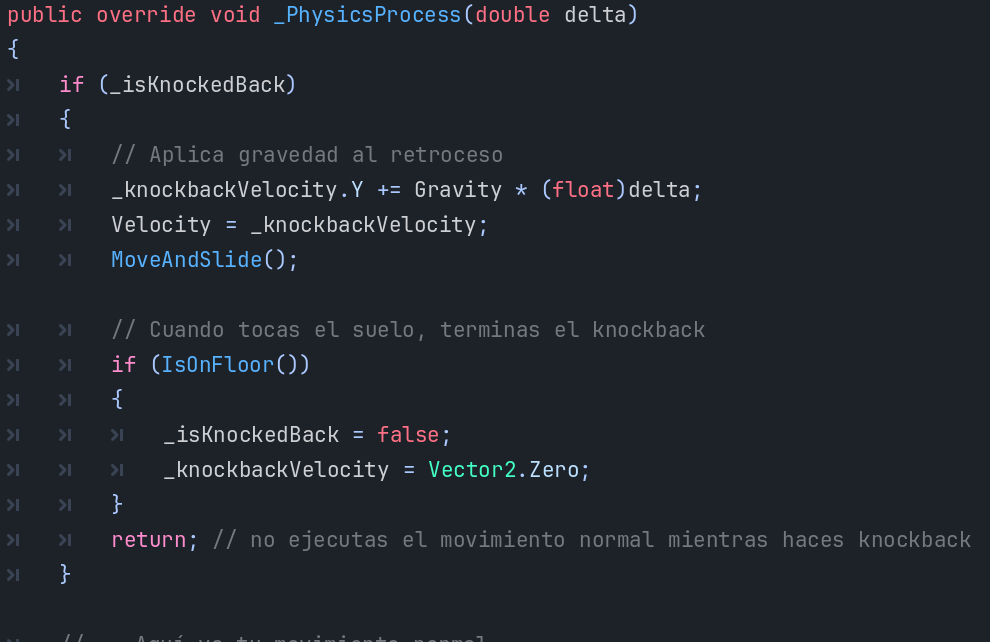 public override void _PhysicsProcess(double delta)
{
if (_isKnockedBack)
{
// Aplica gravedad al retroceso
_knockbackVelocity.Y += Gravity * (float)delta;
Velocity = _knockbackVelocity;
MoveAndSlide();
// Cuando tocas el suelo, terminas el knockback
if (IsOnFloor())
{
_isKnockedBack = false;
_knockbackVelocity = Vector2.Zero;
}
return; // no ejecutas el movimiento normal mientras haces knockback
}
// Aquí va tu movimiento normal